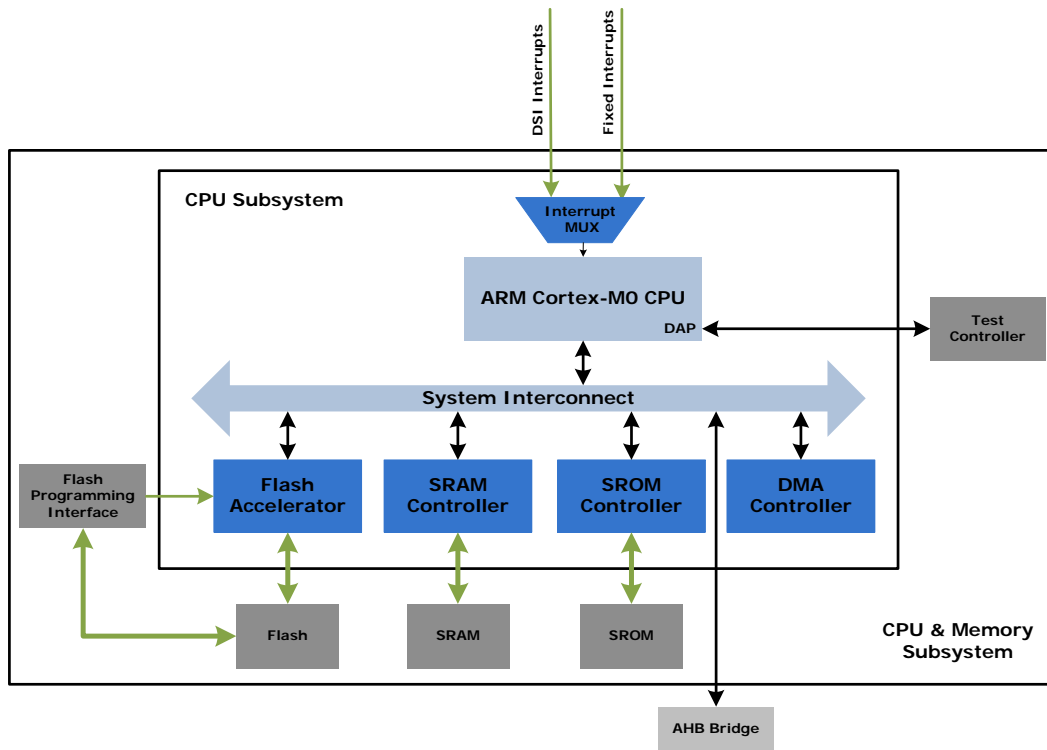 DSI Interrupts
Fixed Interrupts
CPU Subsystem
Interrupt
MUX
ARM Cortex-M0 CPU
DAP
Test
Controller
System Interconnect
Flash
Programming
Interface
Flash
Accelerator
SRAM
Controller
SROM
Controller
DMA
Controller
Flash
SRAM
SROM
CPU & Memory
Subsystem
AHB Bridge